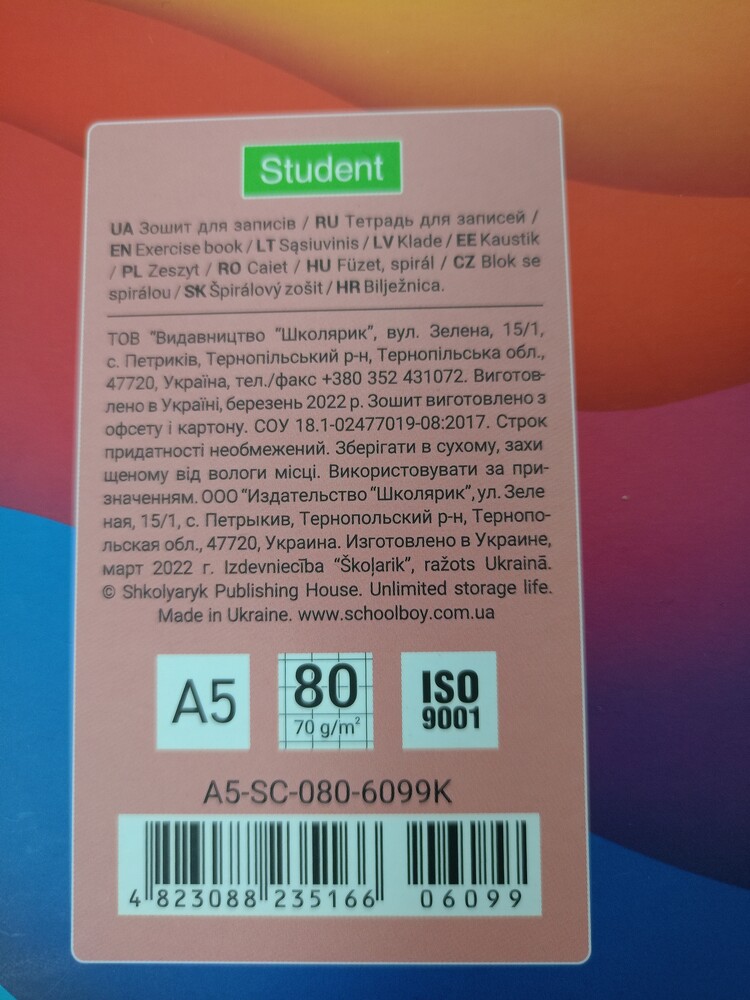 Student
UA Зошит для записів / RU Тетрадь для записей /
EN Exercise book / LT Sąsiuvinis / LV Klade / EE Kaustik
/ PL Zeszyt / RO Caiet / HU Füzet, spirál / CZ Blok se
spirálou / SK Špirálový zošit / HR Bilježnica.
ТОВ "Видавництво "Школярик", вул. Зелена, 15/1,
с. Петриків, Тернопільський р-н, Тернопільська обл.,
47720, Україна, тел./факс +380 352 431072. Виготов-
лено в Україні, березень 2022 р. Зошит виготовлено з
офсету і картону. СОУ 18.1-02477019-08:2017. Строк
придатності необмежений. Зберігати в сухому, захи
щеному від вологи місці. Використовувати за при-
значенням. ООО "Издательство "Школярик", ул. Зеле
ная, 15/1, с. Петрыкив, Тернопольский р-н, Тернопо-
льская обл., 47720, Украина. Изготовлено в Украине,
март 2022 г. Izdevniecība "Školarik", ražots Ukrainā.
© Shkolyaryk Publishing House. Unlimited storage life.
Made in Ukraine. www.schoolboy.com.ua
A5
80
70 g/m²
ISO
9001
A5-SC-080-6099K
4 823088 235166 06099